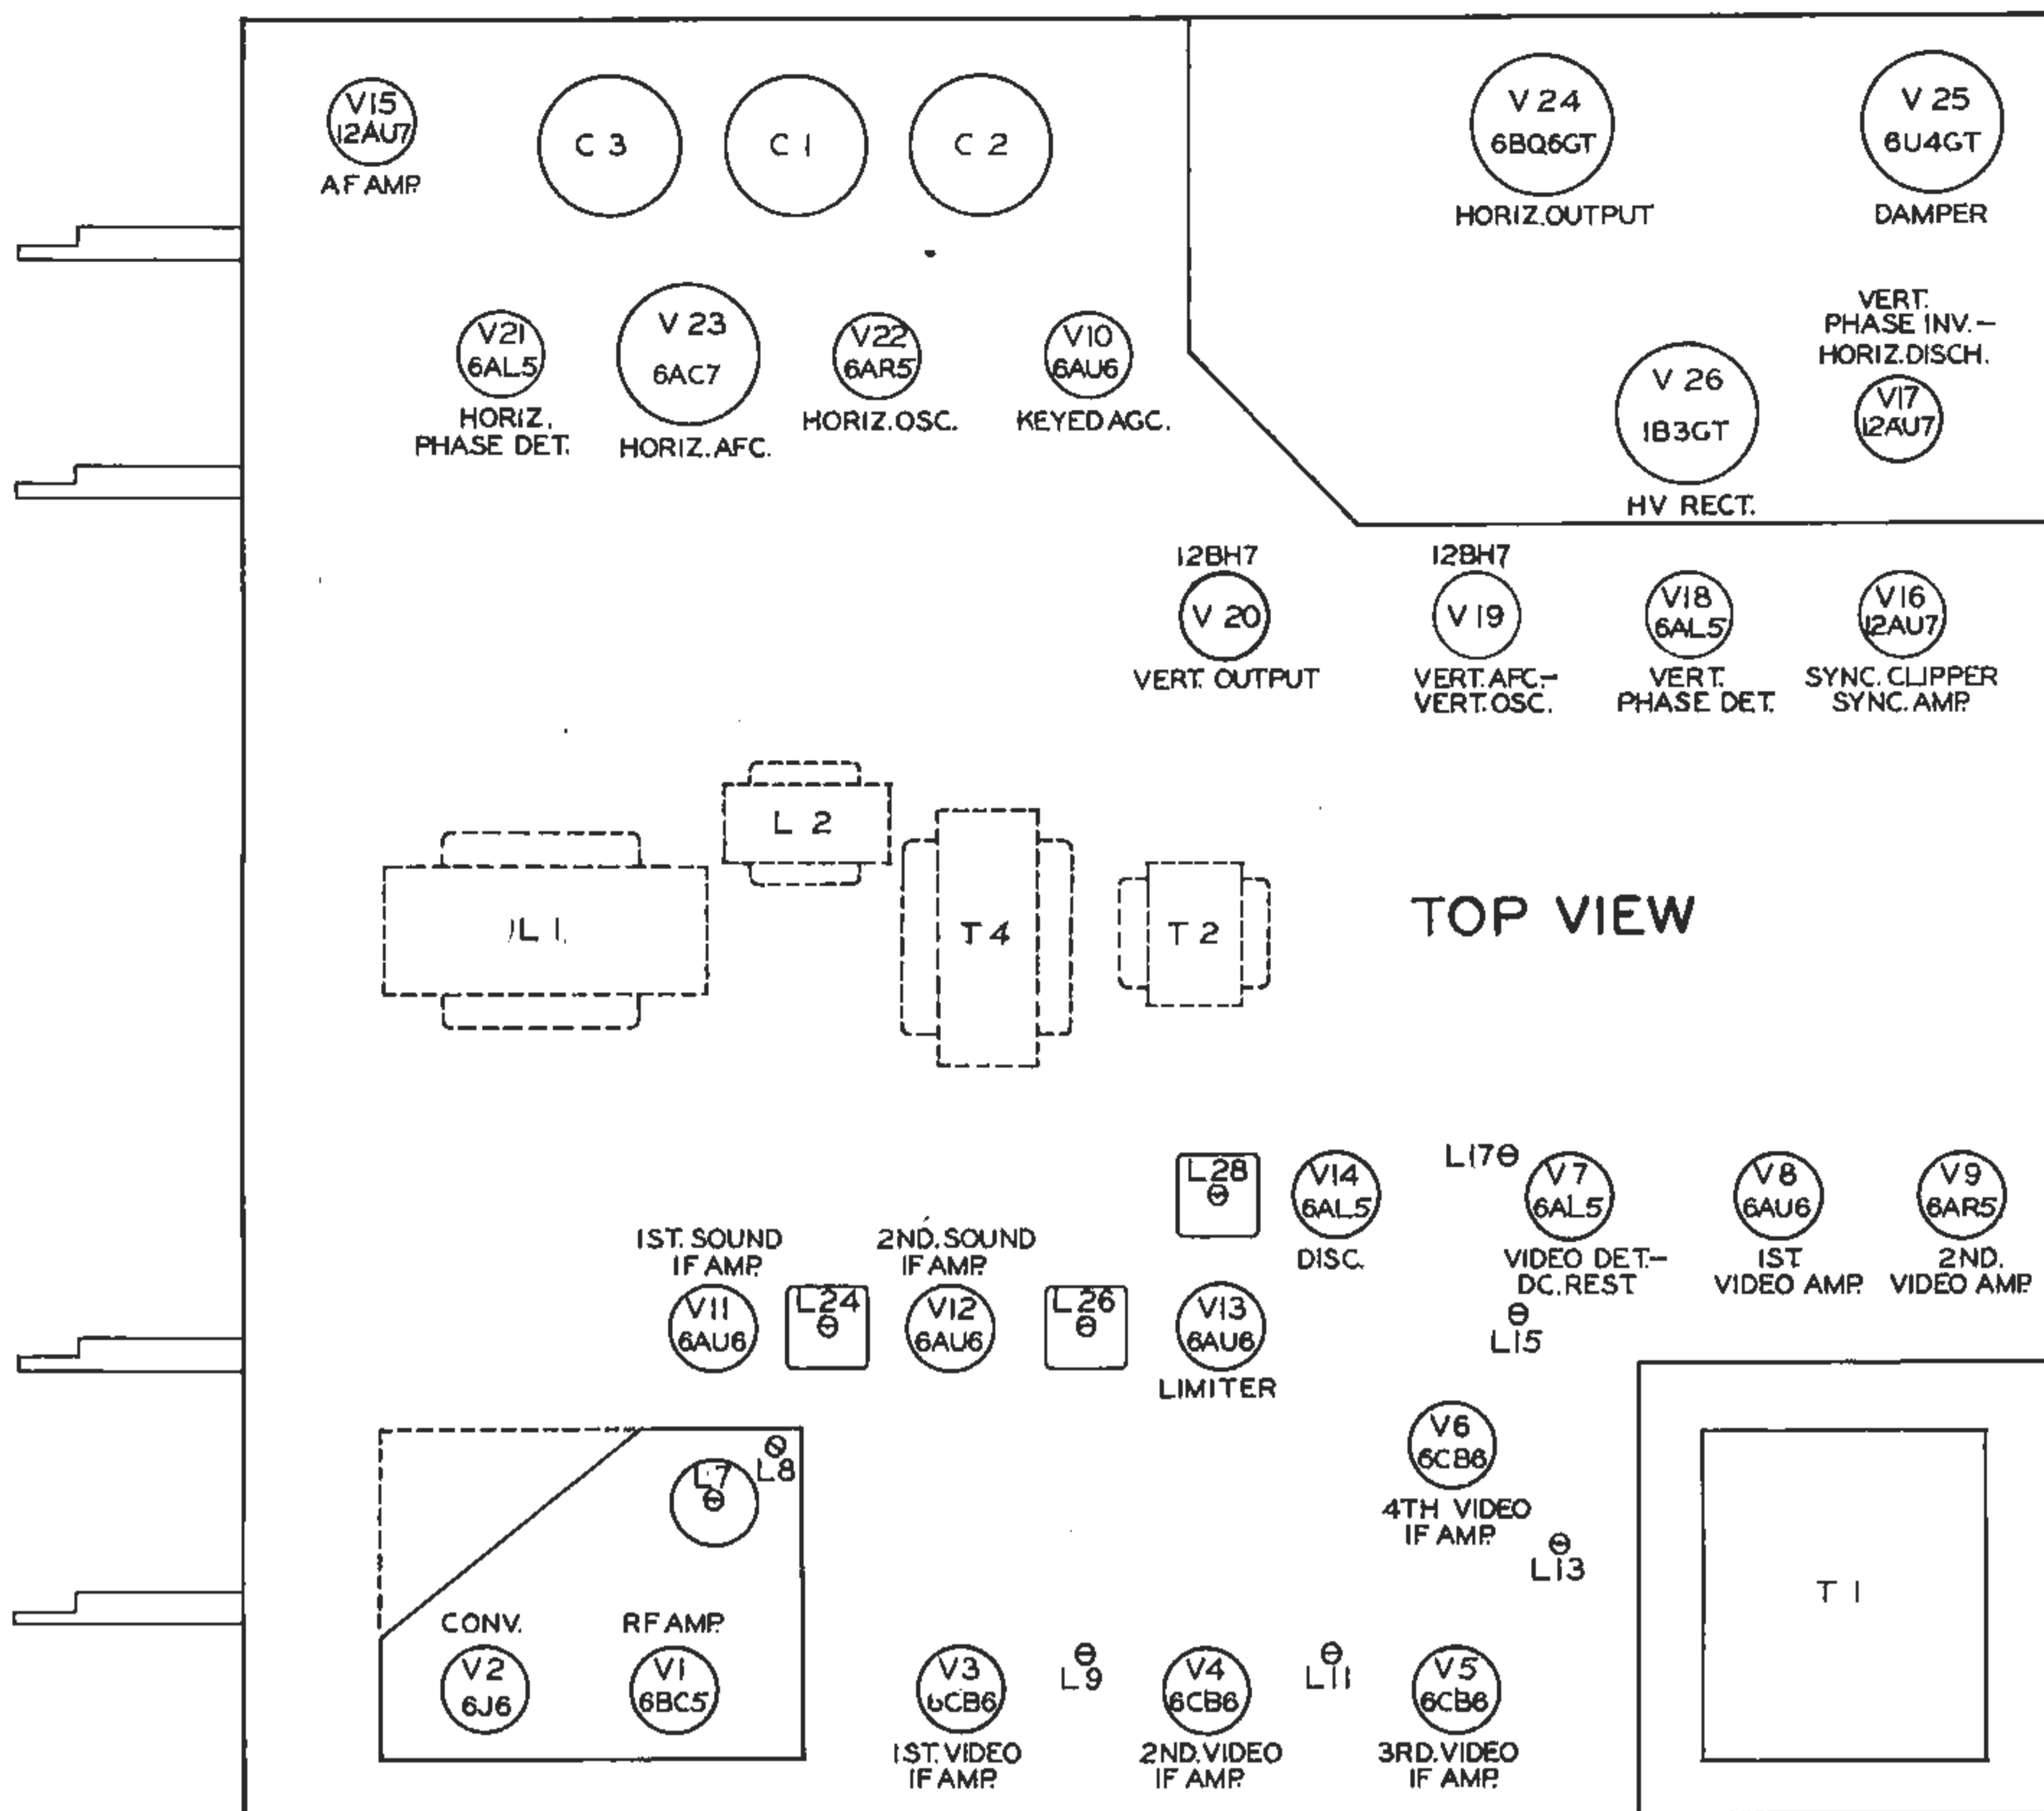 V15
12AU7
AF AMP.
C 3
C 1
C 2
V 24
6BQ6GT
HORIZ.OUTPUT
V 25
6U4GT
DAMPER
V21
6AL5
HORIZ.
PHASE DET.
V 23
6AC7
HORIZ.AFC.
V22
6AR5
HORIZ.OSC.
V10
6AU6
KEYED AGC.
VERT.
PHASE INV.-
HORIZ.DISCH.
V17
12AU7
V 26
1B3GT
HV RECT.
12BH7
V 20
VERT. OUTPUT
12BH7
V 19
VERT.AFC.-
VERT.OSC.
V18
6AL5
VERT.
PHASE DET.
V16
12AU7
SYNC. CLIPPER
SYNC. AMP.
L 2
L 1
T 4
T 2
TOP VIEW
L28
V14
6AL5
DISC.
L17
V7
6AL5
VIDEO DET.-
DC. REST
V8
6AU6
1ST
VIDEO AMP.
V9
6AR5
2ND.
VIDEO AMP.
1ST. SOUND
IF AMP.
V11
6AU6
L24
2ND. SOUND
IF AMP.
V12
6AU6
L26
V13
6AU6
LIMITER
L15
V6
6CB6
4TH VIDEO
IF AMP.
L7
L8
L13
T 1
CONV.
V2
6J6
RF AMP.
V1
6BC5
V3
6CB6
1ST. VIDEO
IF AMP.
L9
V4
6CB6
2ND. VIDEO
IF AMP.
L11
V5
6CB6
3RD. VIDEO
IF AMP.